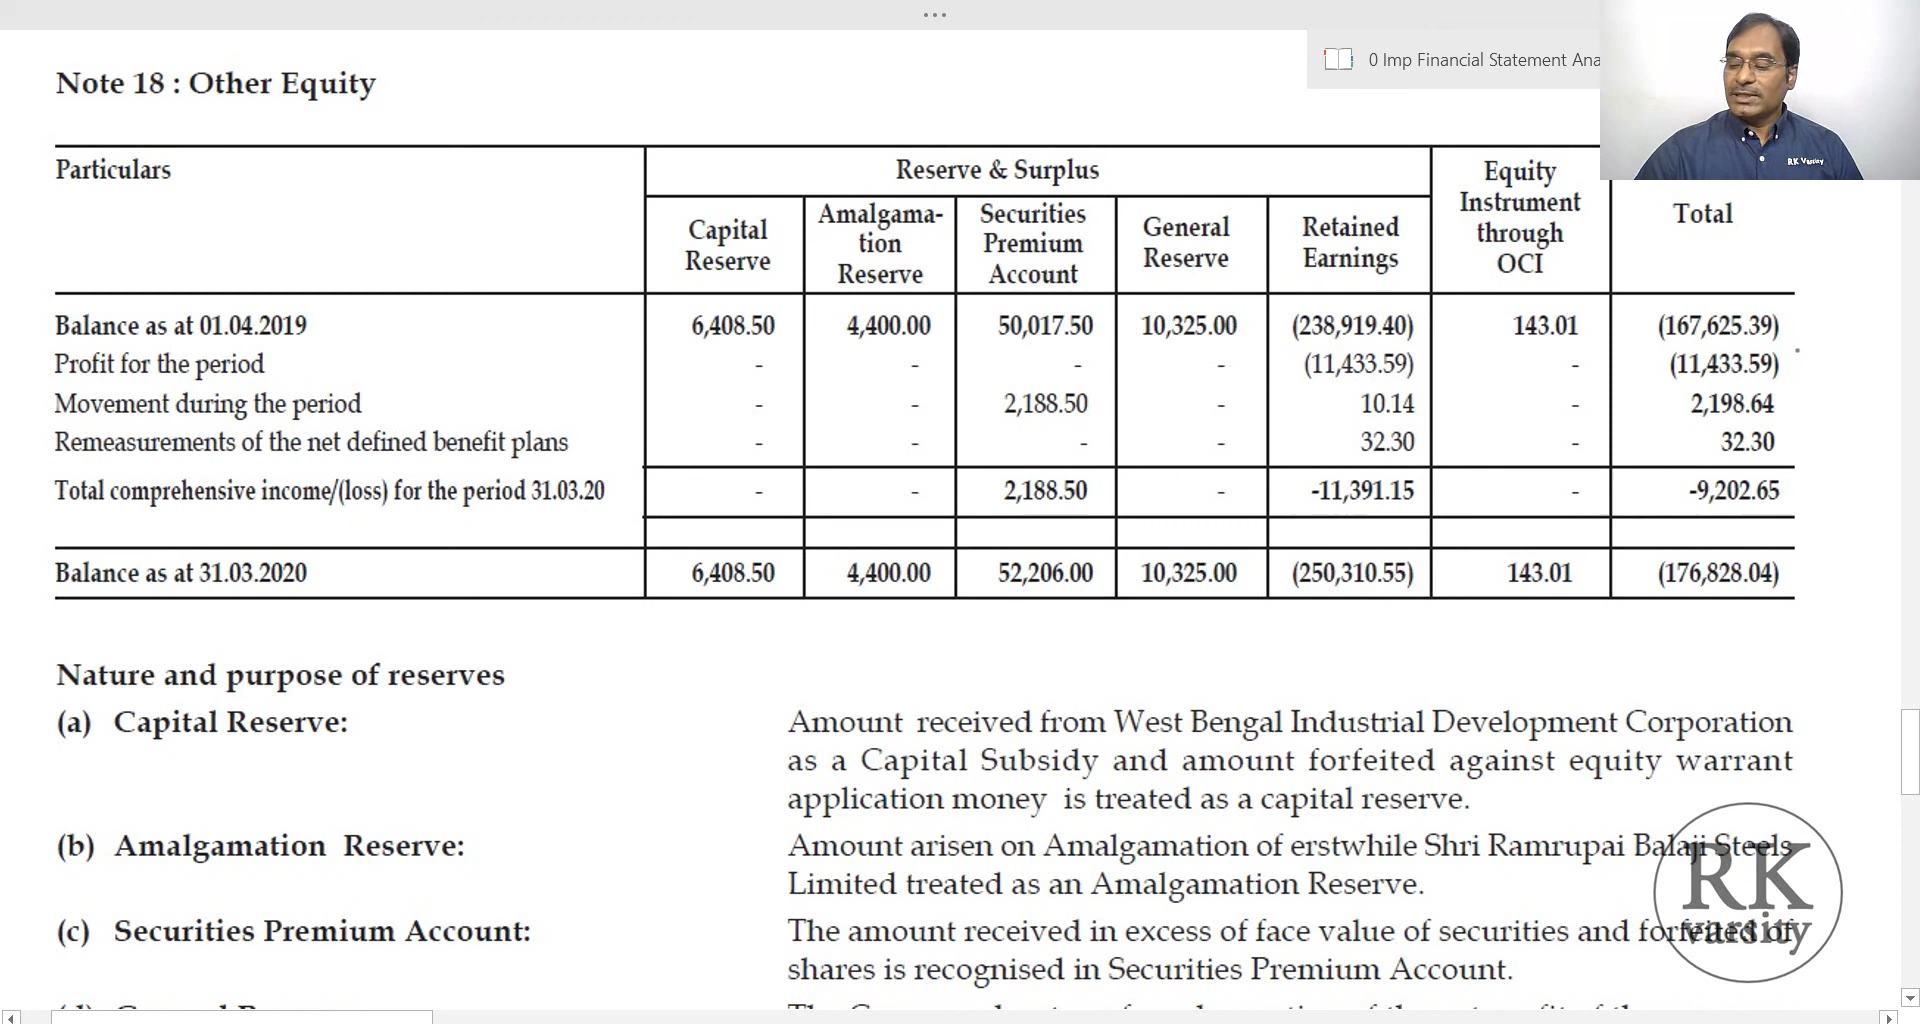 ...
0 Imp Financial Statement Ana
RK Varsity
Note 18 : Other Equity
Particulars
Reserve & Surplus
Equity
Instrument
through
OCI
Total
Capital
Reserve
Amalgama-
tion
Reserve
Securities
Premium
Account
General
Reserve
Retained
Earnings
Balance as at 01.04.2019 6,408.50 4,400.00 50,017.50 10,325.00 (238,919.40) 143.01 (167,625.39)
Profit for the period - - - - (11,433.59) - (11,433.59)
Movement during the period - - 2,188.50 - 10.14 - 2,198.64
Remeasurements of the net defined benefit plans - - - - 32.30 - 32.30
Total comprehensive income/(loss) for the period 31.03.20 - - 2,188.50 - -11,391.15 - -9,202.65
Balance as at 31.03.2020 6,408.50 4,400.00 52,206.00 10,325.00 (250,310.55) 143.01 (176,828.04)
Nature and purpose of reserves
(a) Capital Reserve: Amount received from West Bengal Industrial Development Corporation
as a Capital Subsidy and amount forfeited against equity warrant
application money is treated as a capital reserve.
(b) Amalgamation Reserve: Amount arisen on Amalgamation of erstwhile Shri Ramrupai Balaji Steels
Limited treated as an Amalgamation Reserve.
(c) Securities Premium Account: The amount received in excess of face value of securities and forfeited of
shares is recognised in Securities Premium Account.
RK
varsity